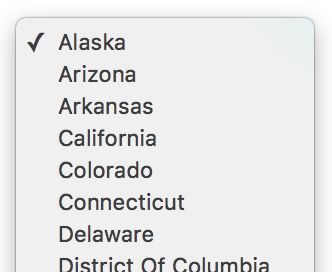 ✓ Alaska
Arizona
Arkansas
California
Colorado
Connecticut
Delaware
District Of Columbia